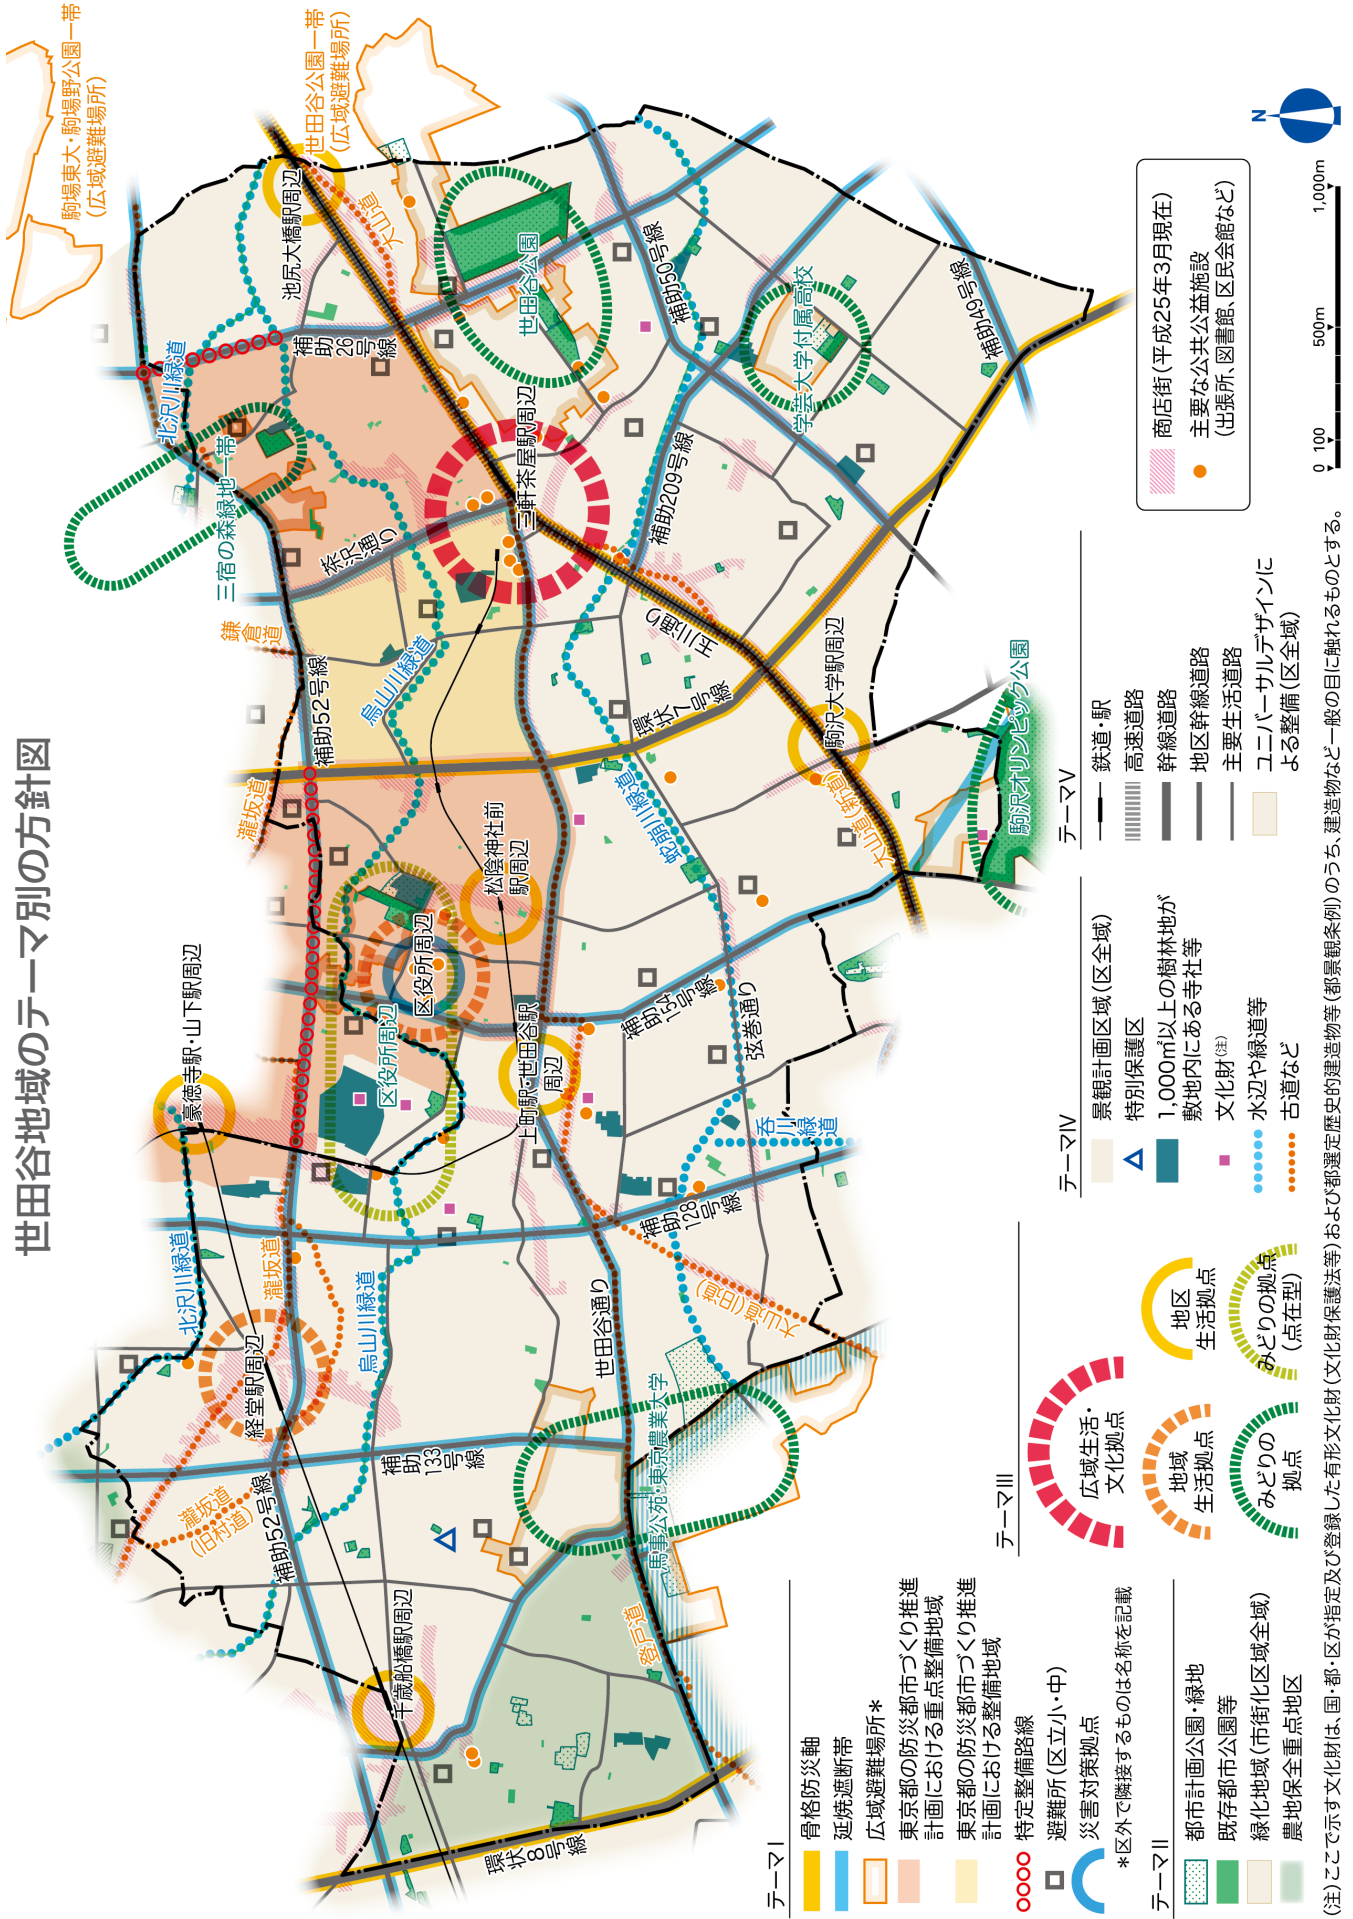 世田谷地域のテーマ別の方針図
駒場東大・駒場野公園一帯
(広域避難場所)
世田谷公園一帯
(広域避難場所)
北沢川緑道
池尻大橋駅周辺
大山道
補助
26
号
線
世田谷公園
補助50号線
学芸大学付属高校
補助49号線
三宿の森緑地一帯
茶沢通り
三軒茶屋駅周辺
補助209号線
鎌倉道
烏山川緑道
補助52号線
玉川通り
環状7号線
駒沢大学駅周辺
駒沢オリンピック公園
大山道(新道)
瀧坂道
蛇崩川緑道
松陰神社前
駅周辺
区役所周辺
区役所周辺
豪徳寺駅・山下駅周辺
上町駅・世田谷駅
周辺
補助
154
号線
弦巻通り
呑川緑道
補助
128
号線
大山道(旧道)
北沢川緑道
瀧坂道
烏山川緑道
経堂駅周辺
世田谷通り
補助
133
号
線
馬事公苑・東京農業大学
瀧坂道
(旧村道)
補助52号線
千歳船橋駅周辺
登戸道
環状
8号線
テーマI
骨格防災軸
延焼遮断帯
広域避難場所*
東京都の防災都市づくり推進
計画における重点整備地域
東京都の防災都市づくり推進
計画における整備地域
特定整備路線
避難所(区立小・中)
災害対策拠点
*区外で隣接するものは名称を記載
テーマII
都市計画公園・緑地
既存都市公園等
緑化地域(市街化区域全域)
農地保全重点地区
テーマIII
広域生活・
文化拠点
地域
生活拠点
地区
生活拠点
みどりの
拠点
みどりの拠点
(点在型)
テーマIV
景観計画区域(区全域)
特別保護区
1,000㎡以上の樹林地が
敷地内にある寺社等
文化財(注)
水辺や緑道等
古道など
テーマV
鉄道・駅
高速道路
幹線道路
地区幹線道路
主要生活道路
ユニバーサルデザインに
よる整備(区全域)
商店街(平成25年3月現在)
主要な公共公益施設
(出張所、図書館、区民会館など)
N
0 100 500m 1,000m
(注)ここで示す文化財は、国・都・区が指定及び登録した有形文化財(文化財保護法等)および都選定歴史的建造物等(都景観条例)のうち、建造物など一般の目に触れるものとする。